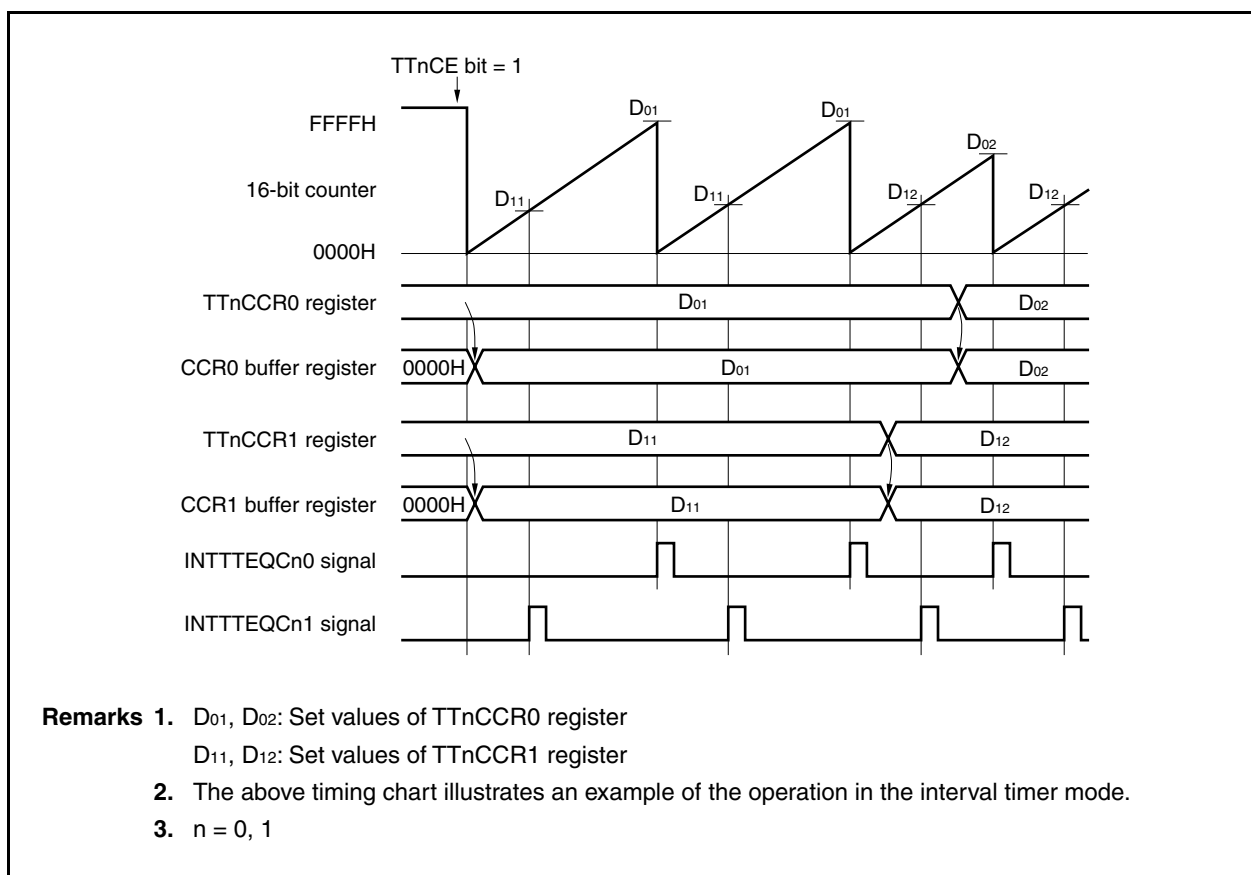 TTnCE bit = 1
D01 D01
FFFFH
D02
16-bit counter
D11 D11 D12 D12
0000H
TTnCCR0 register D01 D02
CCR0 buffer register 0000H D01 D02
TTnCCR1 register D11 D12
CCR1 buffer register 0000H D11 D12
INTTTEQCn0 signal
INTTTEQCn1 signal
Remarks 1. D01, D02: Set values of TTnCCR0 register
D11, D12: Set values of TTnCCR1 register
2. The above timing chart illustrates an example of the operation in the interval timer mode.
3. n = 0, 1